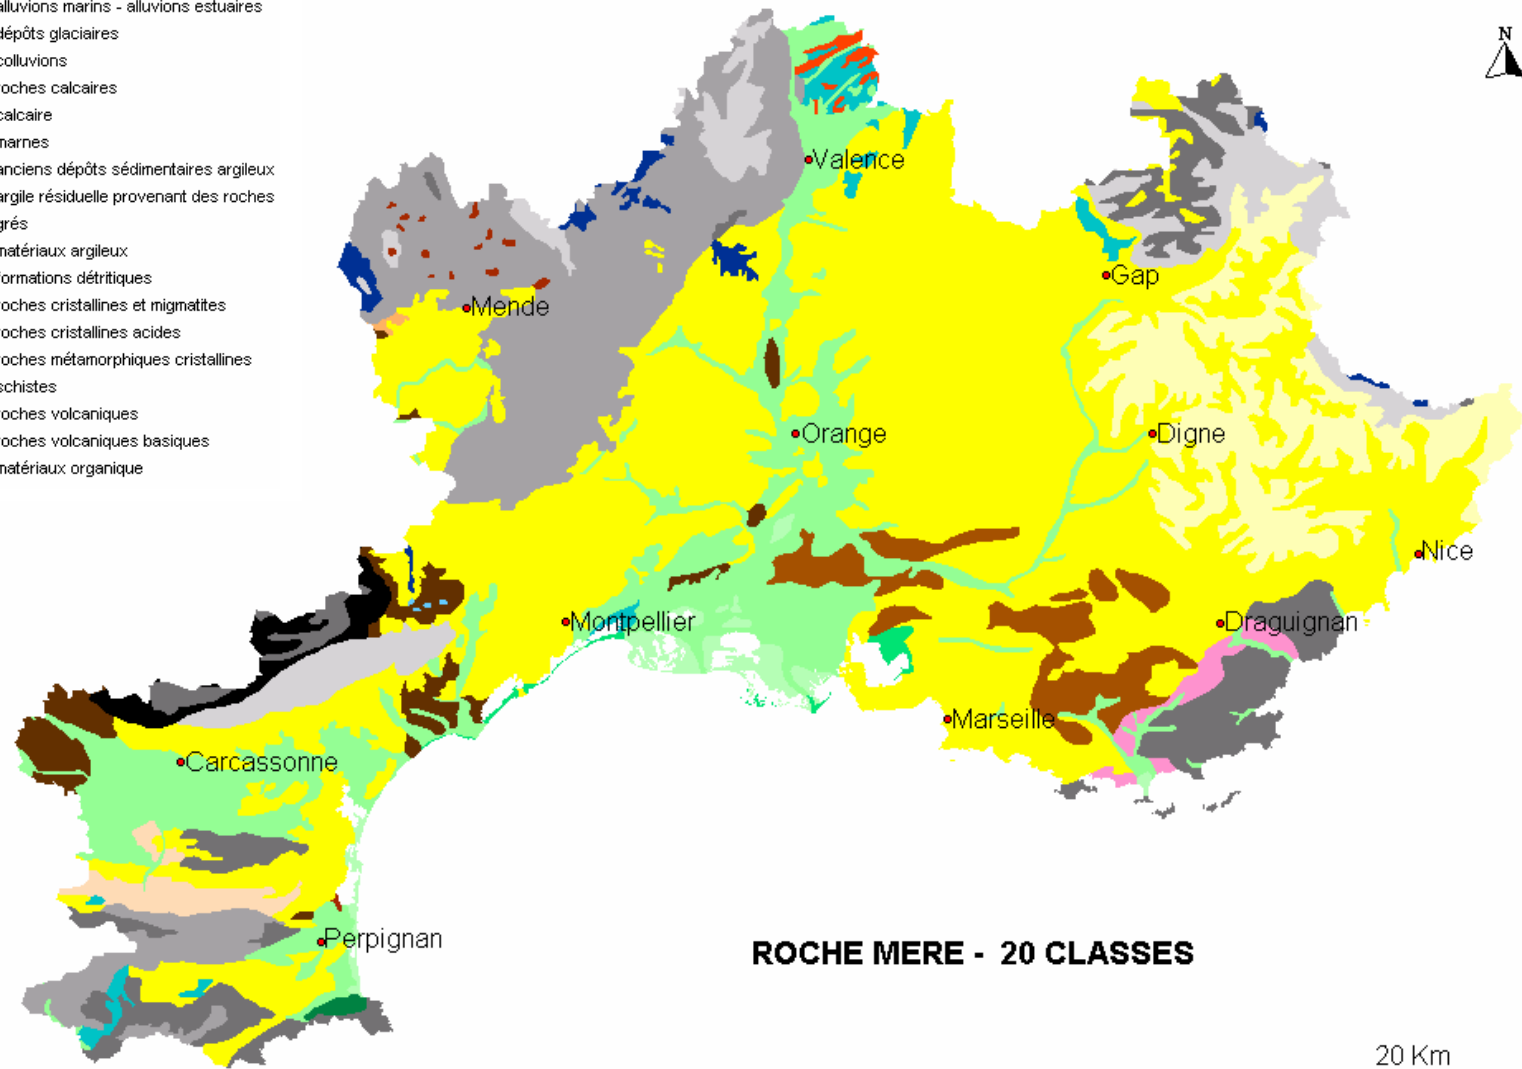 alluvions marins - alluvions estuaires
dépôts glaciaires
colluvions
roches calcaires
calcaire
marnes
anciens dépôts sédimentaires argileux
argile résiduelle provenant des roches
grés
matériaux argileux
formations détritiques
roches cristallines et migmatites
roches cristallines acides
roches métamorphiques cristallines
schistes
roches volcaniques
roches volcaniques basiques
matériaux organique
N
Valence
Gap
Mende
Orange
Digne
Nice
Montpellier
Draguignan
Marseille
Carcassonne
Perpignan
ROCHE MERE - 20 CLASSES
20 Km